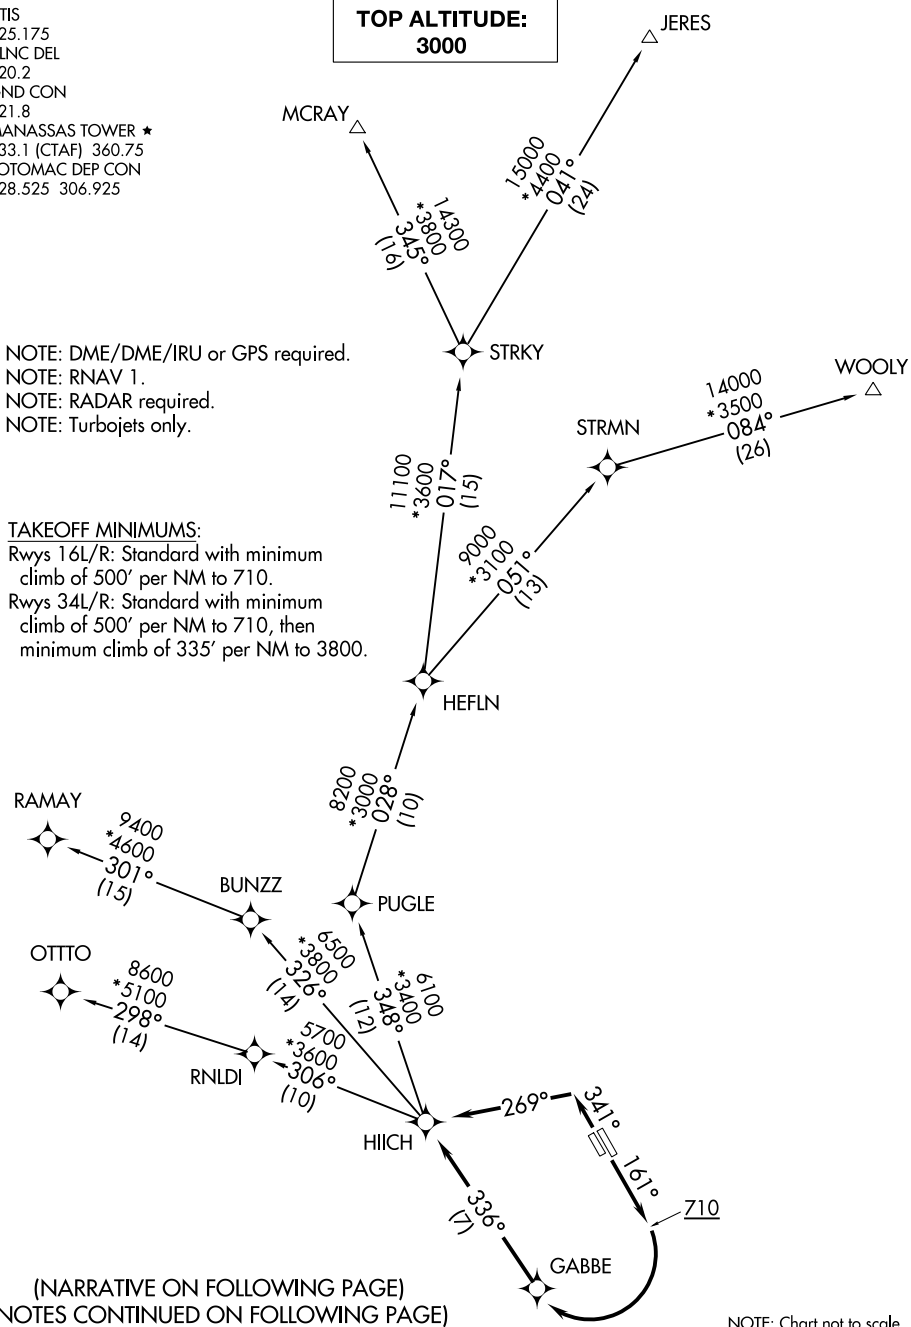 TIS
25.175
LNC DEL
20.2
ND CON
21.8
MANASSAS TOWER ★
33.1 (CTAF) 360.75
OTOMAC DEP CON
28.525 306.925
TOP ALTITUDE:
3000
JERES
MCRAY
15000
*4400
041°
(24)
14300
*3800
345°
(16)
NOTE: DME/DME/IRU or GPS required.
NOTE: RNAV 1.
NOTE: RADAR required.
NOTE: Turbojets only.
STRKY
WOOLY
14000
*3500
084°
(26)
STRMN
11100
*3600
017°
(15)
9000
*3100
051°
(13)
TAKEOFF MINIMUMS:
Rwys 16L/R: Standard with minimum
climb of 500′ per NM to 710.
Rwys 34L/R: Standard with minimum
climb of 500′ per NM to 710, then
minimum climb of 335′ per NM to 3800.
HEFLN
8200
*3000
028°
(10)
RAMAY
9400
*4600
301°
(15)
BUNZZ
PUGLE
OTTTO
8600
*5100
298°
(14)
6500
*3800
326°
(14)
6100
*3400
348°
(12)
RNLDI
5700
*3600
306°
(10)
HIICH
269°
341°
161°
710
336°
(7)
GABBE
(NARRATIVE ON FOLLOWING PAGE)
NOTES CONTINUED ON FOLLOWING PAGE)
NOTE: Chart not to scale